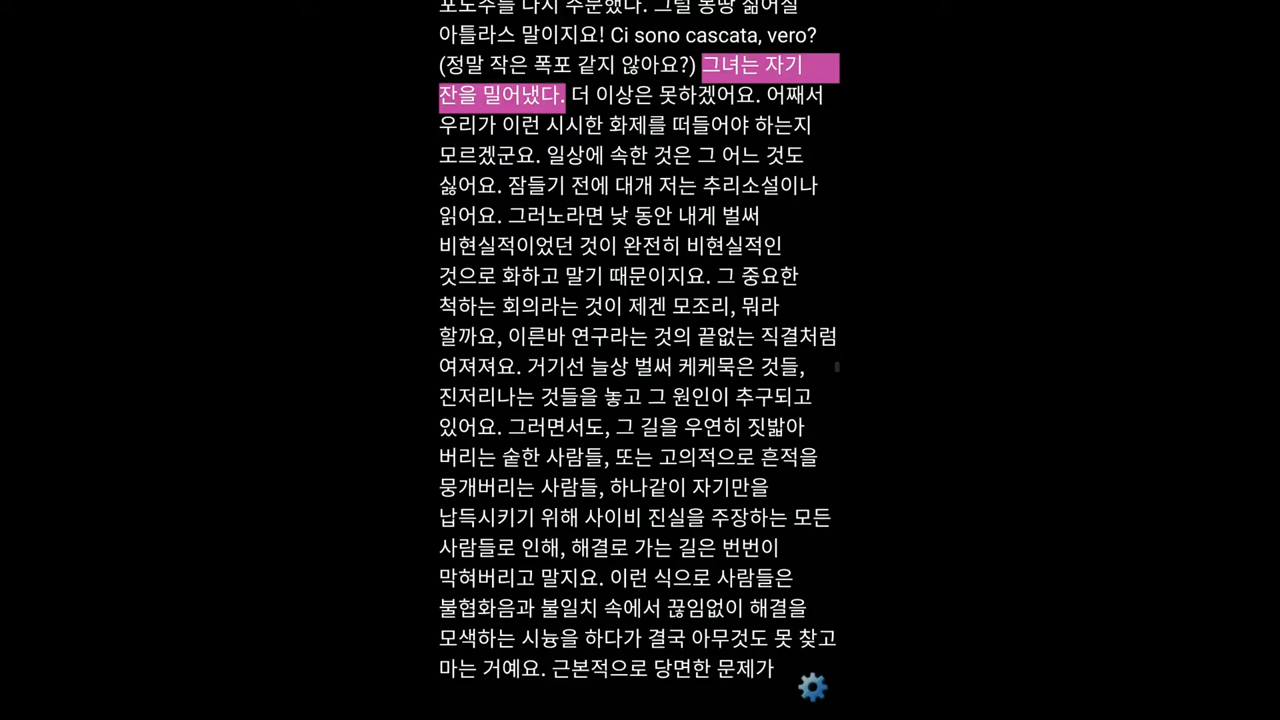 포도주를 다시 주문했다. 그럴 몽땅 짊어질
아틀라스 말이지요! Ci sono cascata, vero?
(정말 작은 폭포 같지 않아요?) 그녀는 자기
잔을 밀어냈다. 더 이상은 못하겠어요. 어째서
우리가 이런 시시한 화제를 떠들어야 하는지
모르겠군요. 일상에 속한 것은 그 어느 것도
싫어요. 잠들기 전에 대개 저는 추리소설이나
읽어요. 그러노라면 낮 동안 내게 벌써
비현실적이었던 것이 완전히 비현실적인
것으로 화하고 말기 때문이지요. 그 중요한
척하는 회의라는 것이 제겐 모조리, 뭐라
할까요, 이른바 연구라는 것의 끝없는 직결처럼
여져져요. 거기선 늘상 벌써 케케묵은 것들,
진저리나는 것들을 놓고 그 원인이 추구되고
있어요. 그러면서도, 그 길을 우연히 짓밟아
버리는 숱한 사람들, 또는 고의적으로 흔적을
뭉개버리는 사람들, 하나같이 자기만을
납득시키기 위해 사이비 진실을 주장하는 모든
사람들로 인해, 해결로 가는 길은 번번이
막혀버리고 말지요. 이런 식으로 사람들은
불협화음과 불일치 속에서 끊임없이 해결을
모색하는 시늉을 하다가 결국 아무것도 못 찾고
마는 거예요. 근본적으로 당면한 문제가